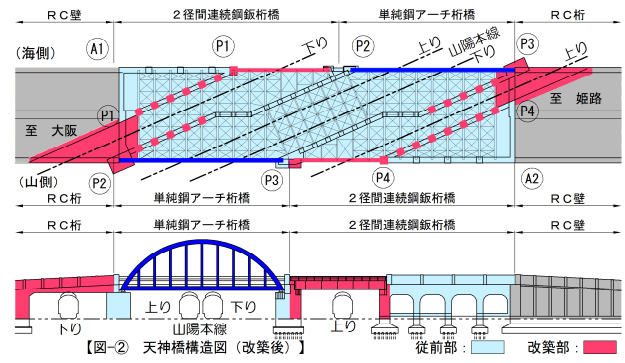 RC壁 2径間連続鋼鈑桁橋 単純鋼アーチ桁橋 RC桁
(海側) A1 P1 下り P2 山陽本線 下り P3 上り
上り
至 大阪 P1 至 姫路
P4
(山側) P2 P3 P4 A2
RC桁 単純鋼アーチ桁橋 2径間連続鋼鈑桁橋 RC壁
RC桁 単純鋼アーチ桁橋 2径間連続鋼鈑桁橋 RC壁
上り 下り
下り 山陽本線 上り
【図-② 天神橋構造図(改築後)】 従前部: 改築部: